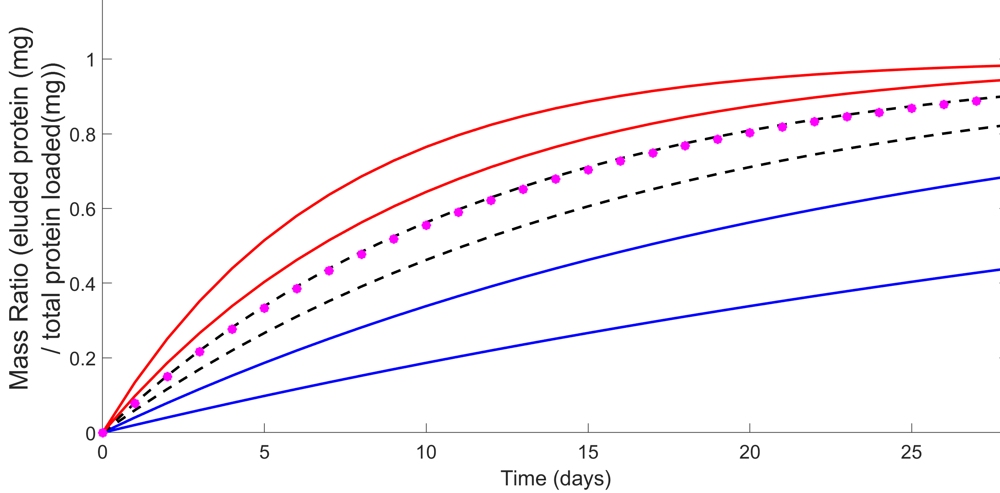 Mass Ratio (eluded protein (mg)
/ total protein loaded(mg))
1
0.8
0.6
0.4
0.2
0
0 5 10 15 20 25
Time (days)